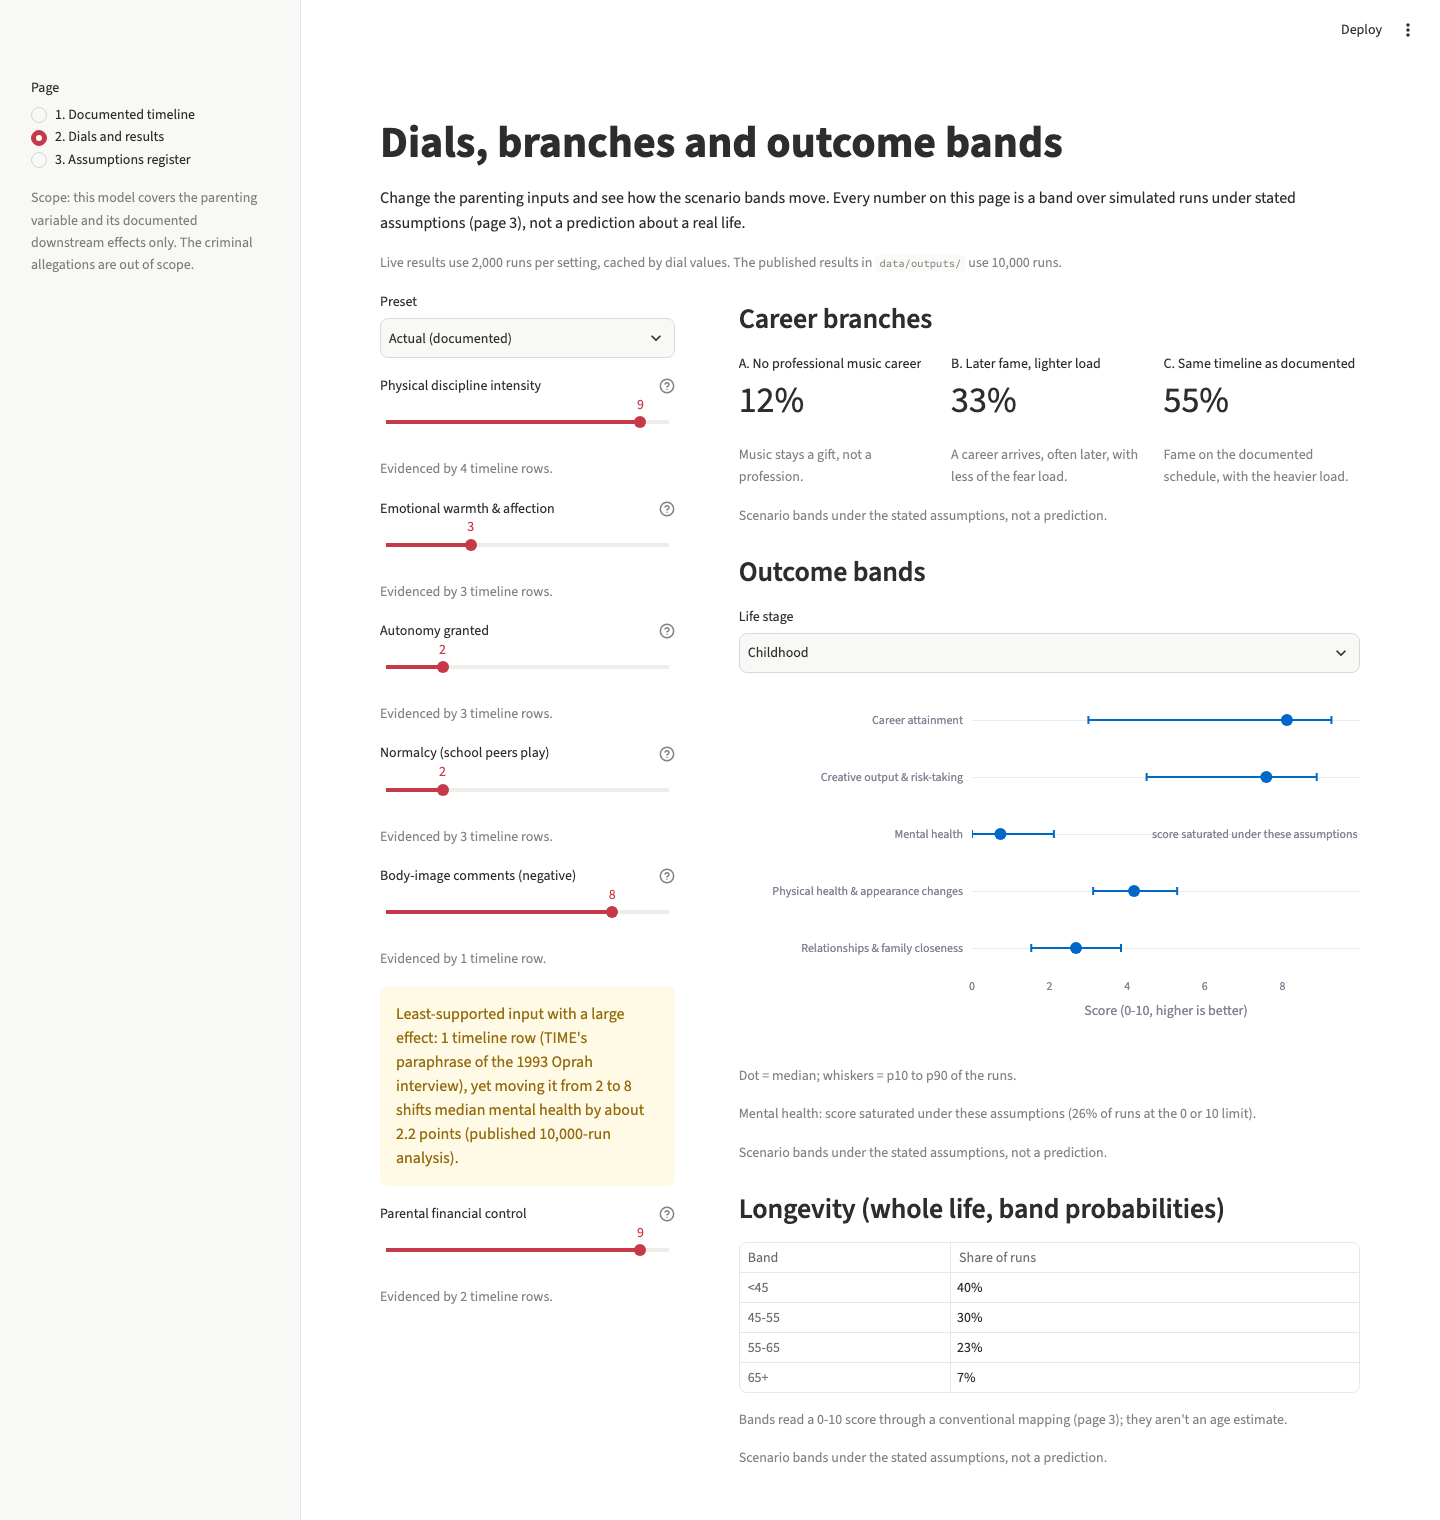 Deploy
Page
1. Documented timeline
2. Dials and results
3. Assumptions register
Scope: this model covers the parenting
variable and its documented
downstream effects only. The criminal
allegations are out of scope.
Dials, branches and outcome bands
Change the parenting inputs and see how the scenario bands move. Every number on this page is a band over simulated runs under stated
assumptions (page 3), not a prediction about a real life.
Live results use 2,000 runs per setting, cached by dial values. The published results in data/outputs/ use 10,000 runs.
Preset
Actual (documented)
Physical discipline intensity
9
Evidenced by 4 timeline rows.
Emotional warmth & affection
3
Evidenced by 3 timeline rows.
Autonomy granted
2
Evidenced by 3 timeline rows.
Normalcy (school peers play)
2
Evidenced by 3 timeline rows.
Body-image comments (negative)
8
Evidenced by 1 timeline row.
Least-supported input with a large
effect: 1 timeline row (TIME's
paraphrase of the 1993 Oprah
interview), yet moving it from 2 to 8
shifts median mental health by about
2.2 points (published 10,000-run
analysis).
Parental financial control
9
Evidenced by 2 timeline rows.
Career branches
A. No professional music career
12%
Music stays a gift, not a
profession.
B. Later fame, lighter load
33%
A career arrives, often later, with
less of the fear load.
C. Same timeline as documented
55%
Fame on the documented
schedule, with the heavier load.
Scenario bands under the stated assumptions, not a prediction.
Outcome bands
Life stage
Childhood
Career attainment
Creative output & risk-taking
Mental health
score saturated under these assumptions
Physical health & appearance changes
Relationships & family closeness
0 2 4 6 8
Score (0-10, higher is better)
Dot = median; whiskers = p10 to p90 of the runs.
Mental health: score saturated under these assumptions (26% of runs at the 0 or 10 limit).
Scenario bands under the stated assumptions, not a prediction.
Longevity (whole life, band probabilities)
Band Share of runs
<45 40%
45-55 30%
55-65 23%
65+ 7%
Bands read a 0-10 score through a conventional mapping (page 3); they aren't an age estimate.
Scenario bands under the stated assumptions, not a prediction.